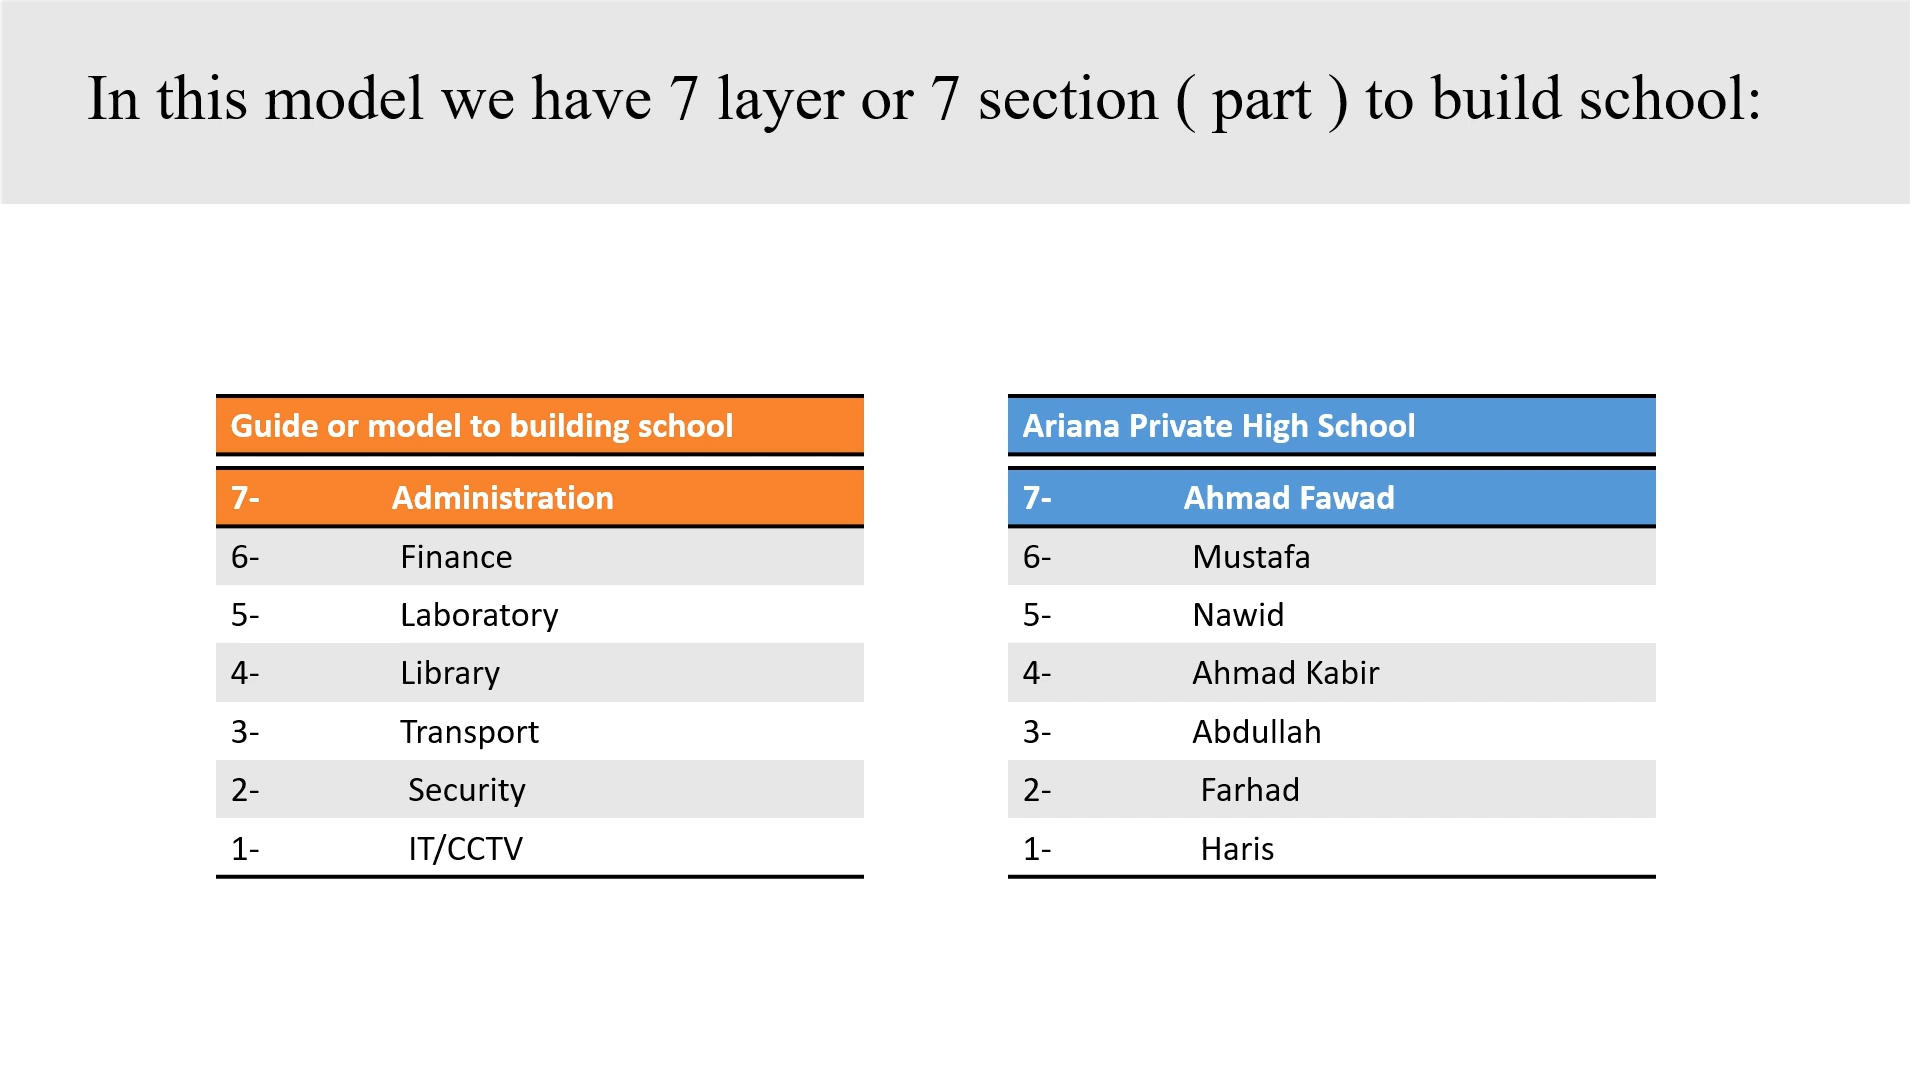 In this model we have 7 layer or 7 section ( part ) to build school:
Guide or model to building school
7- Administration
6- Finance
5- Laboratory
4- Library
3- Transport
2- Security
1- IT/CCTV
Ariana Private High School
7- Ahmad Fawad
6- Mustafa
5- Nawid
4- Ahmad Kabir
3- Abdullah
2- Farhad
1- Haris